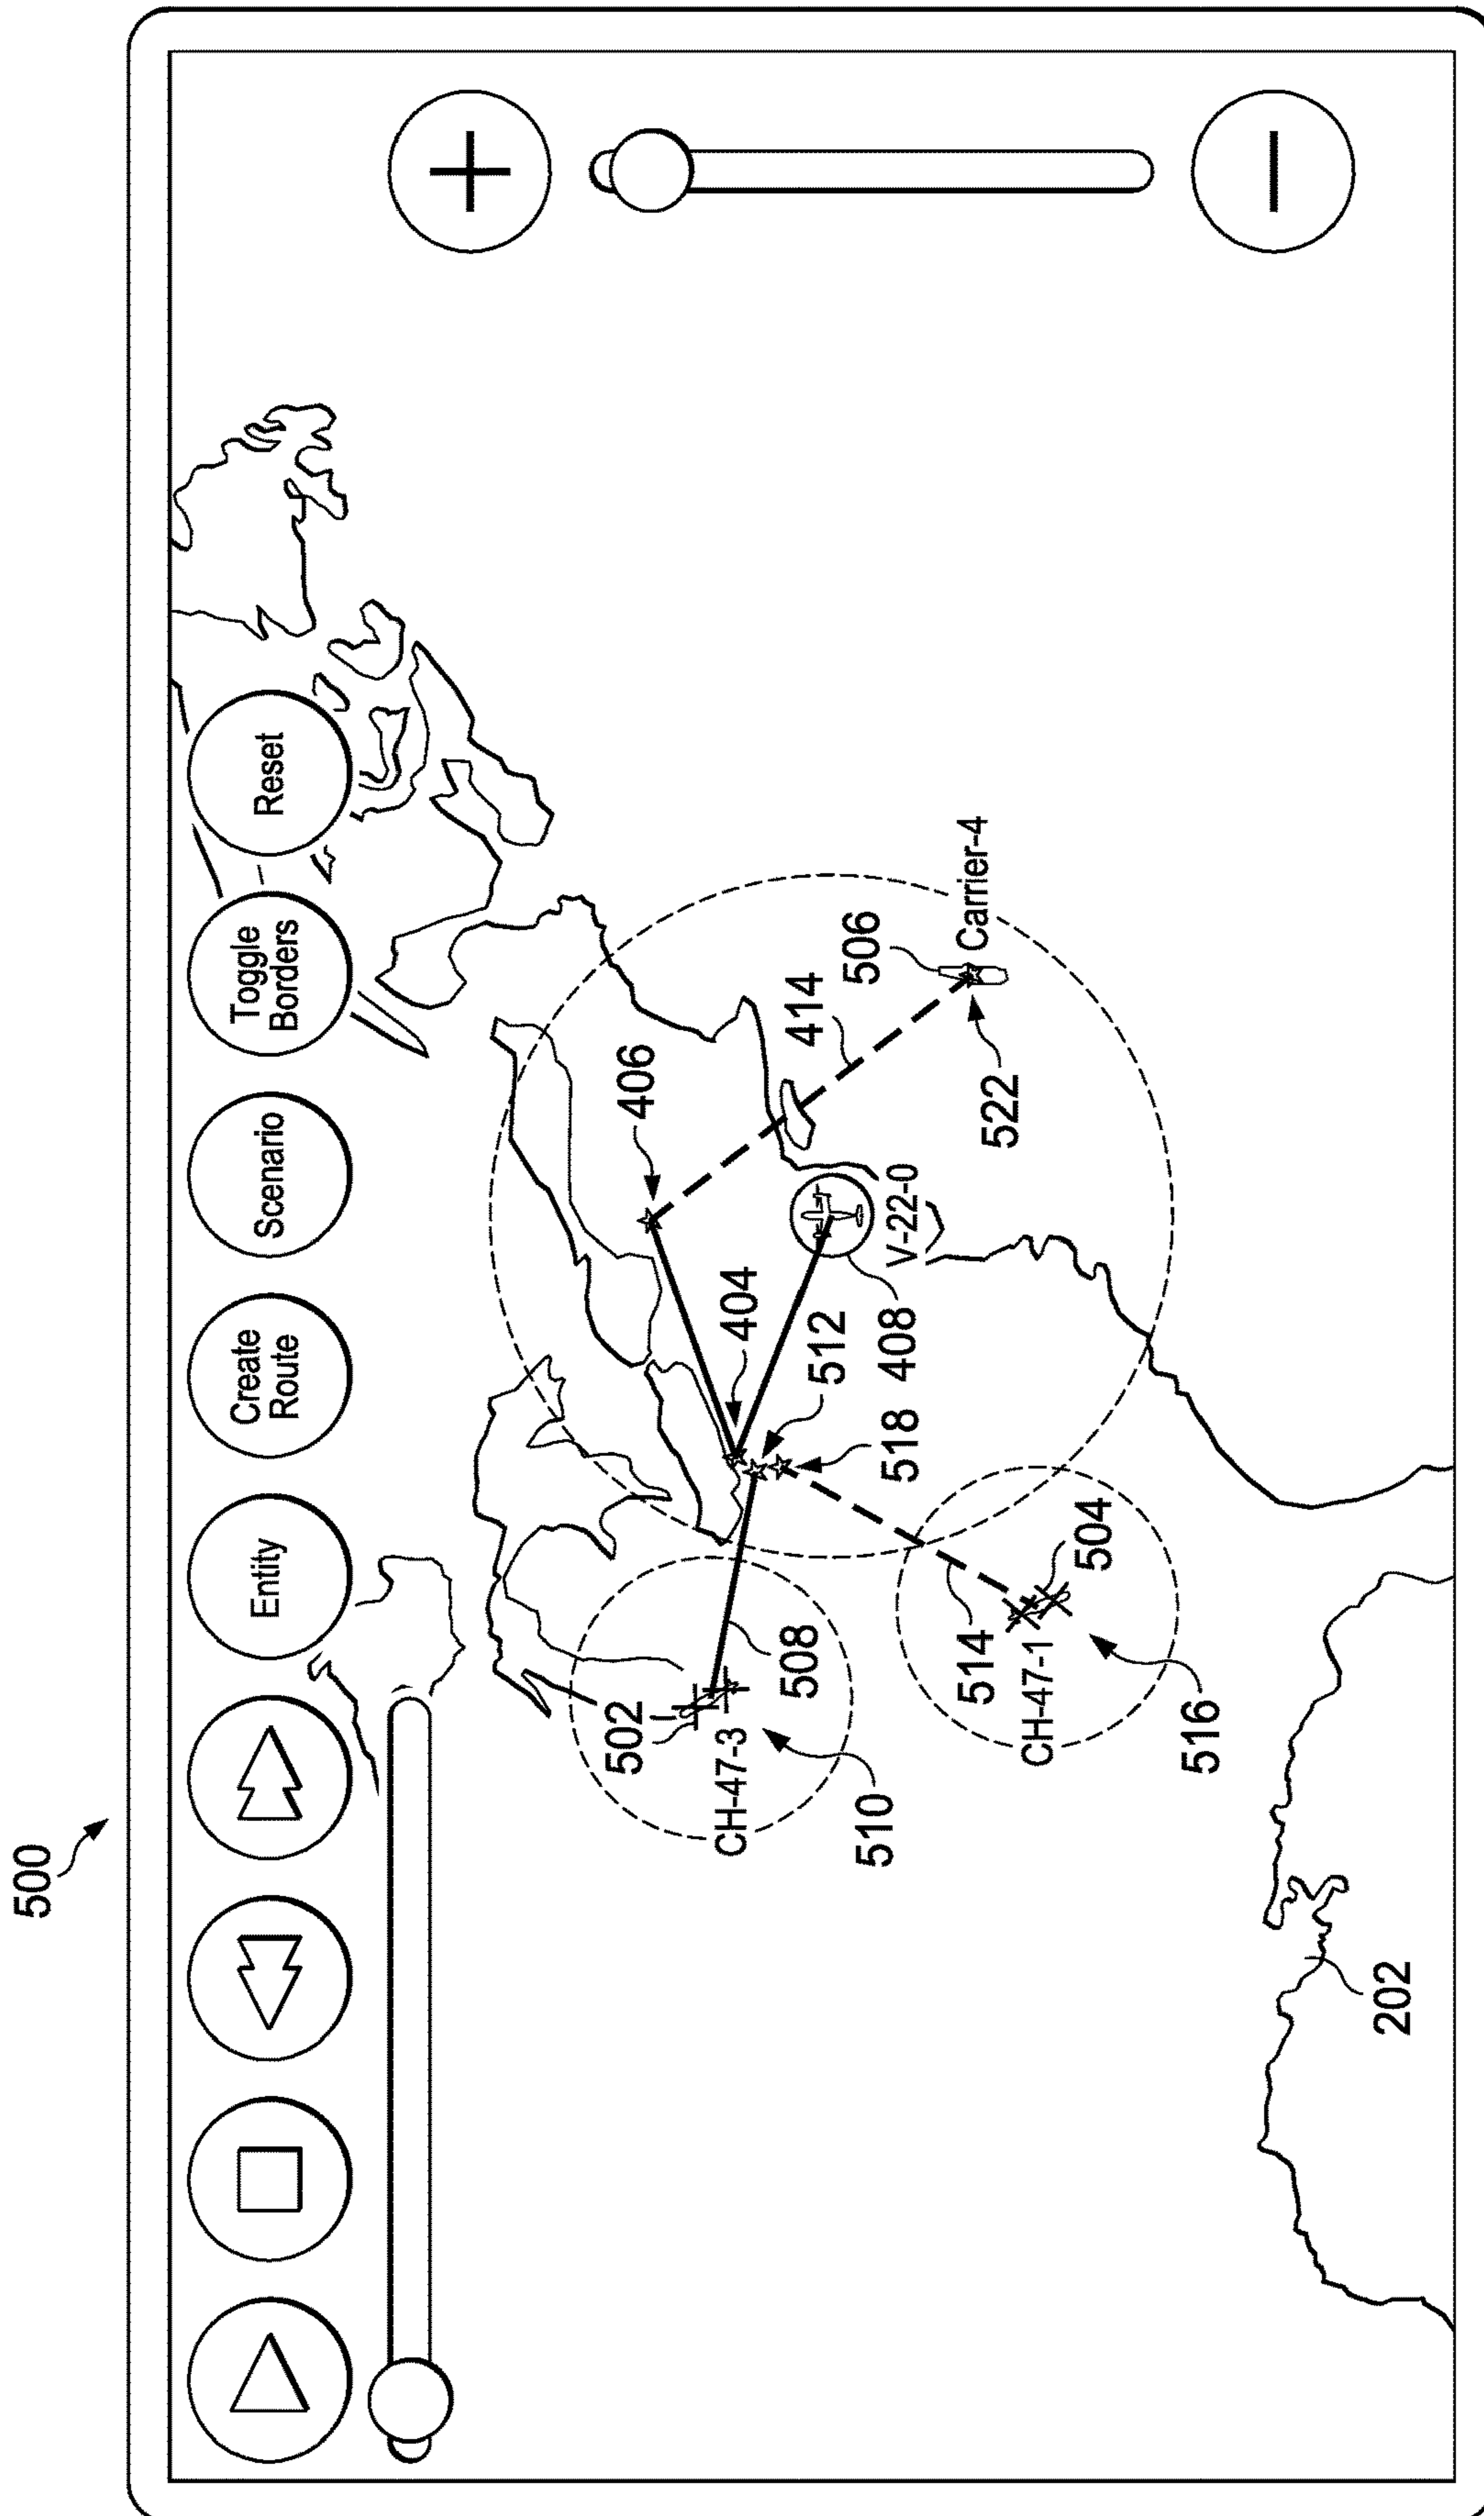 500
Entity
Create
Route
Scenario
Toggle
Borders
Reset
502
CH-47-3
510
508
406
404
512
518
408
V-22-0
414
506
Carrier-4
522
514
CH-47-1
504
516
202